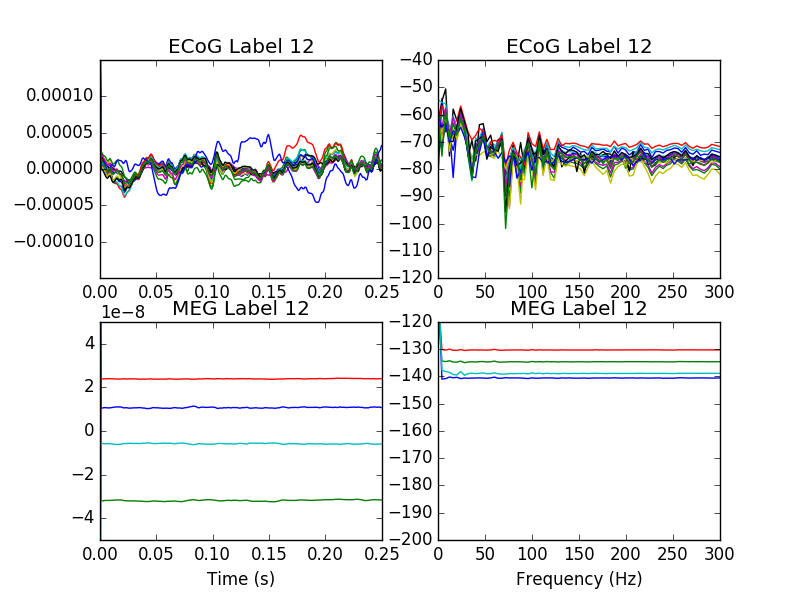 ECoG Label 12
0.00010
0.00005
0.00000
−0.00005
−0.00010
0.00 0.05 0.10 0.15 0.20 0.25
ECoG Label 12
−40
−50
−60
−70
−80
−90
−100
−110
−120
0 50 100 150 200 250 300
MEG Label 12
1e−8
4
2
0
−2
−4
0.00 0.05 0.10 0.15 0.20 0.25
Time (s)
MEG Label 12
−120
−130
−140
−150
−160
−170
−180
−190
−200
0 50 100 150 200 250 300
Frequency (Hz)